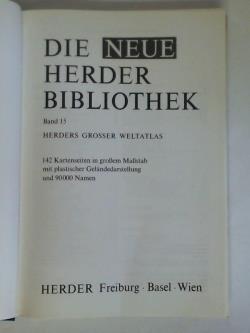 DIE NEUE
HERDER
BIBLIOTHEK
Band 15
HERDERS GROSSER WELTATLAS
142 Kartenseiten in großem Maßstab
mit plastischer Geländedarstellung
und 90000 Namen
HERDER Freiburg · Basel · Wien